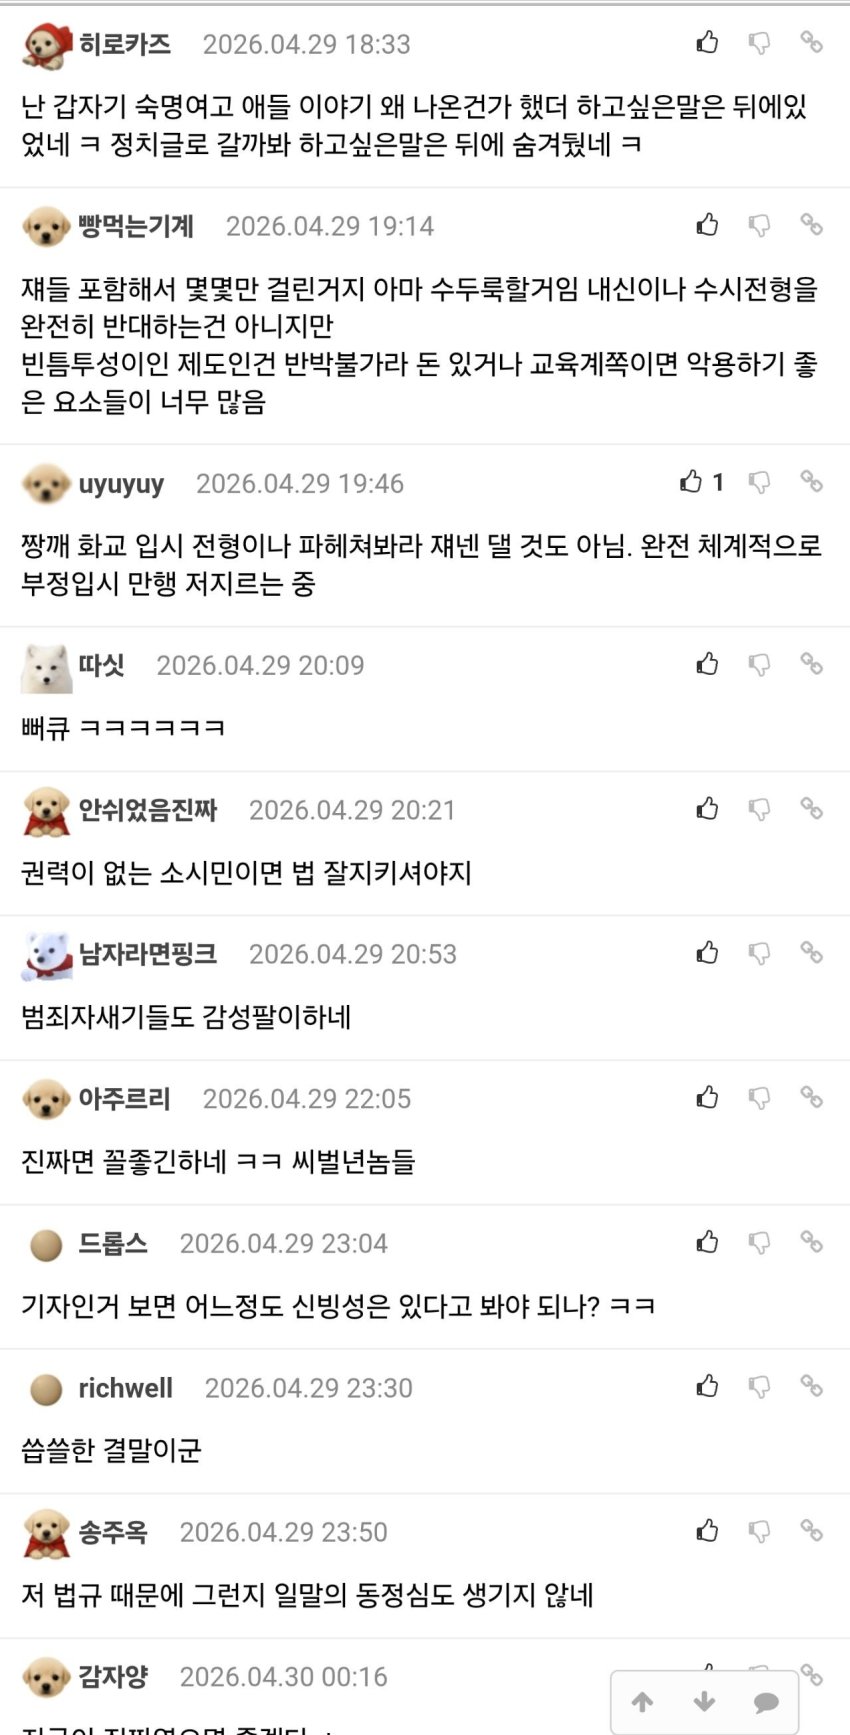 히로카즈 2026.04.29 18:33
난 갑자기 숙명여고 애들 이야기 왜 나온건가 했더 하고싶은말은 뒤에있
었네 ㅋ 정치글로 갈까봐 하고싶은말은 뒤에 숨겨뒀네 ㅋ
빵먹는기계 2026.04.29 19:14
쟤들 포함해서 몇몇만 걸린거지 아마 수두룩할거임 내신이나 수시전형을
완전히 반대하는건 아니지만
빈틈투성이인 제도인건 반박불가라 돈 있거나 교육계쪽이면 악용하기 좋
은 요소들이 너무 많음
uyuyuy 2026.04.29 19:46 1
짱깨 화교 입시 전형이나 파헤쳐봐라 쟤넨 댈 것도 아님. 완전 체계적으로
부정입시 만행 저지르는 중
따싯 2026.04.29 20:09
뻐큐 ㅋㅋㅋㅋㅋㅋ
안쉬었음진짜 2026.04.29 20:21
권력이 없는 소시민이면 법 잘지키셔야지
남자라면핑크 2026.04.29 20:53
범죄자새기들도 감성팔이하네
아주르리 2026.04.29 22:05
진짜면 꼴좋긴하네 ㅋㅋ 씨벌년놈들
드롭스 2026.04.29 23:04
기자인거 보면 어느정도 신빙성은 있다고 봐야 되나? ㅋㅋ
richwell 2026.04.29 23:30
씁쓸한 결말이군
송주옥 2026.04.29 23:50
저 법규 때문에 그런지 일말의 동정심도 생기지 않네
감자양 2026.04.30 00:16